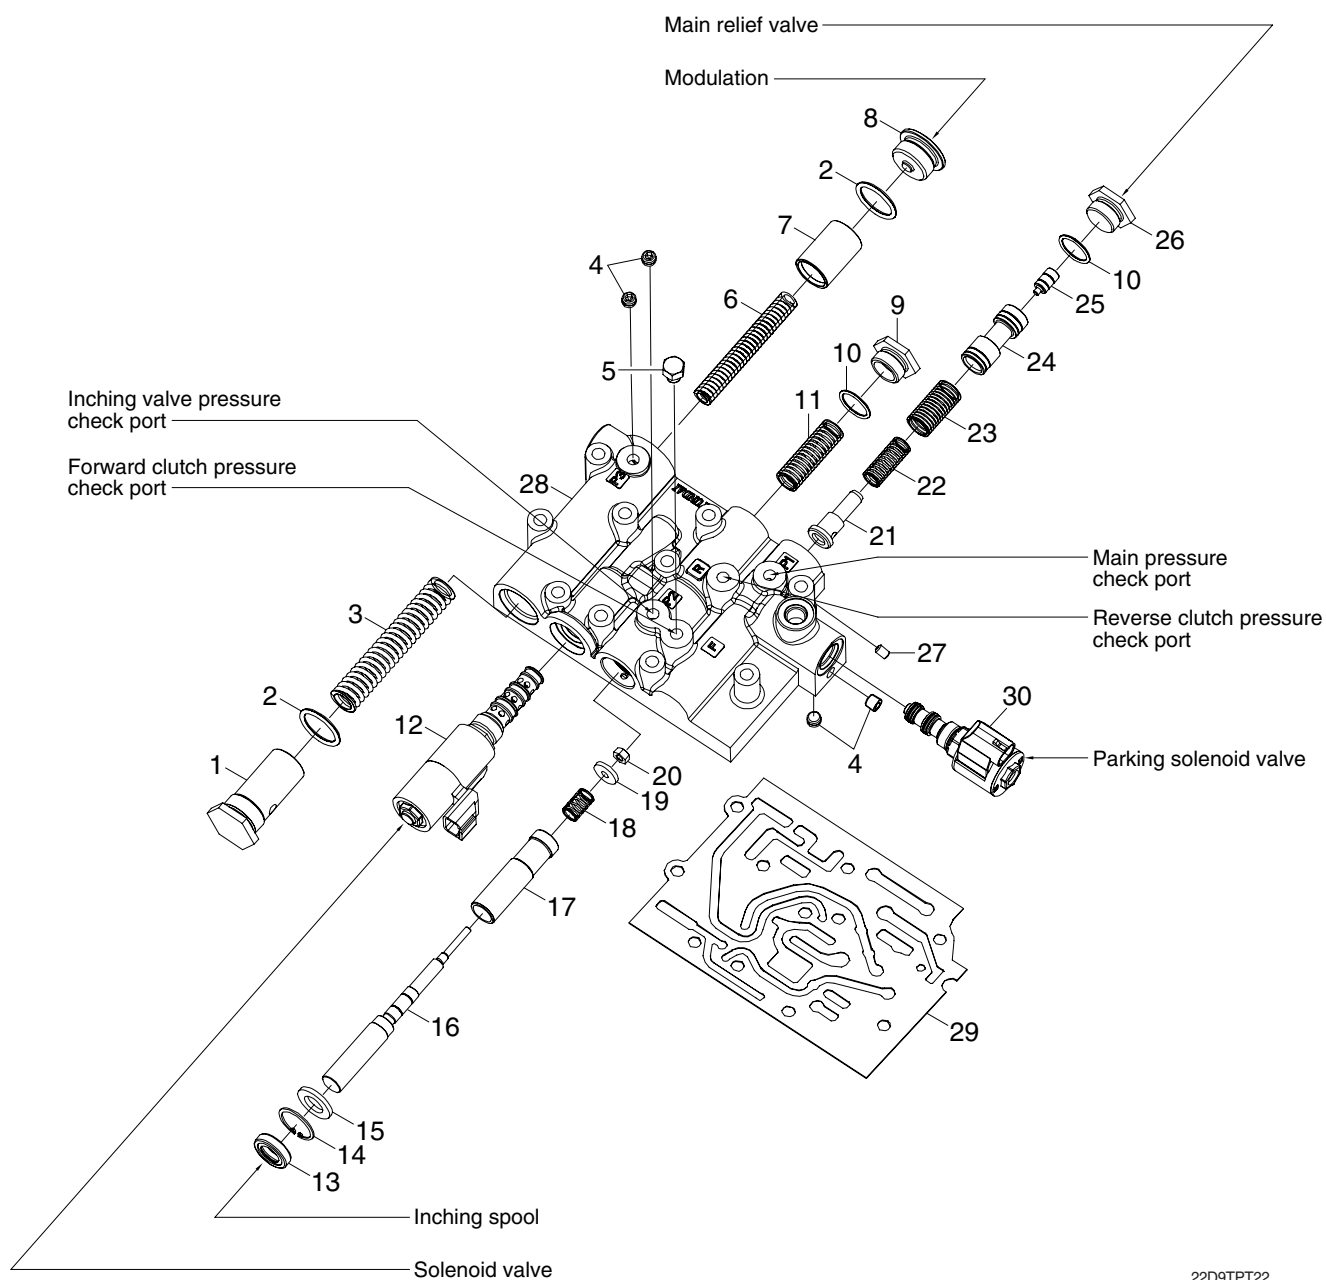 Main relief valve
Modulation
8
2
7
26
10
4
25
6
9
24
5
10
Inching valve pressure
check port
11
23
Forward clutch pressure
check port
28
22
P3
21
Main pressure
check port
R
P1
3
P2
Reverse clutch pressure
check port
F
27
2
12
30
1
20
4
Parking solenoid valve
19
18
17
16
29
15
14
13
Inching spool
Solenoid valve
22D9TPT22